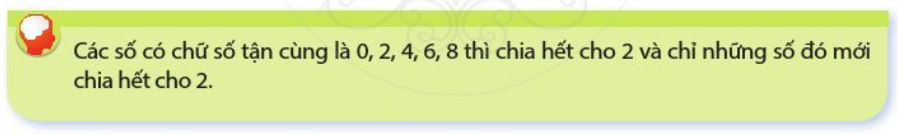 Các số có chữ số tận cùng là 0, 2, 4, 6, 8 thì chia hết cho 2 và chỉ những số đó mới
chia hết cho 2.